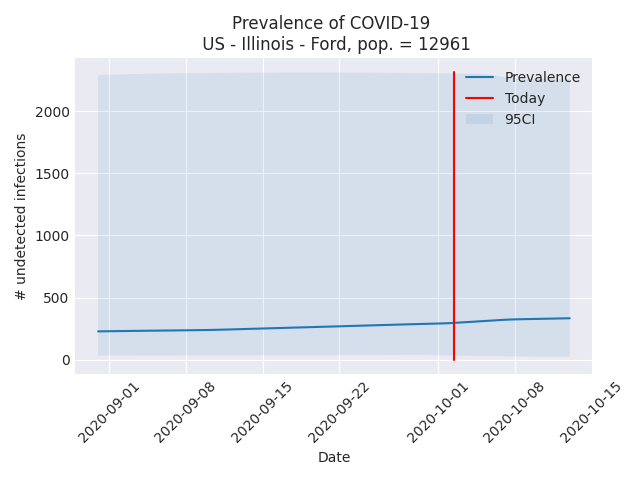 Prevalence of COVID-19
US - Illinois - Ford, pop. = 12961
Prevalence
Today
95CI
# undetected infections
2000
1500
1000
500
0
2020-09-01
2020-09-08
2020-09-15
2020-09-22
2020-10-01
2020-10-08
2020-10-15
Date